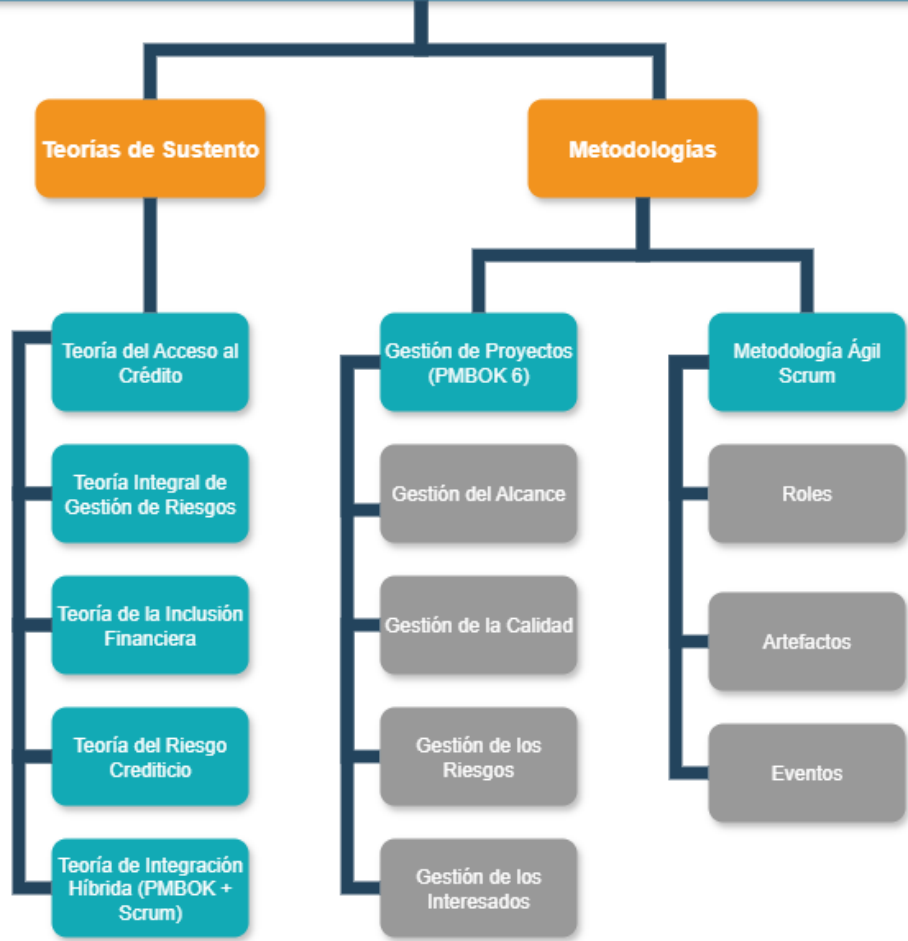 Teorías de Sustento
Metodologías
Teoría del Acceso al
Crédito
Teoría Integral de
Gestión de Riesgos
Teoría de la Inclusión
Financiera
Teoría del Riesgo
Crediticio
Teoría de Integración
Híbrida (PMBOK +
Scrum)
Gestión de Proyectos
(PMBOK 6)
Gestión del Alcance
Gestión de la Calidad
Gestión de los
Riesgos
Gestión de los
Interesados
Metodología Ágil
Scrum
Roles
Artefactos
Eventos